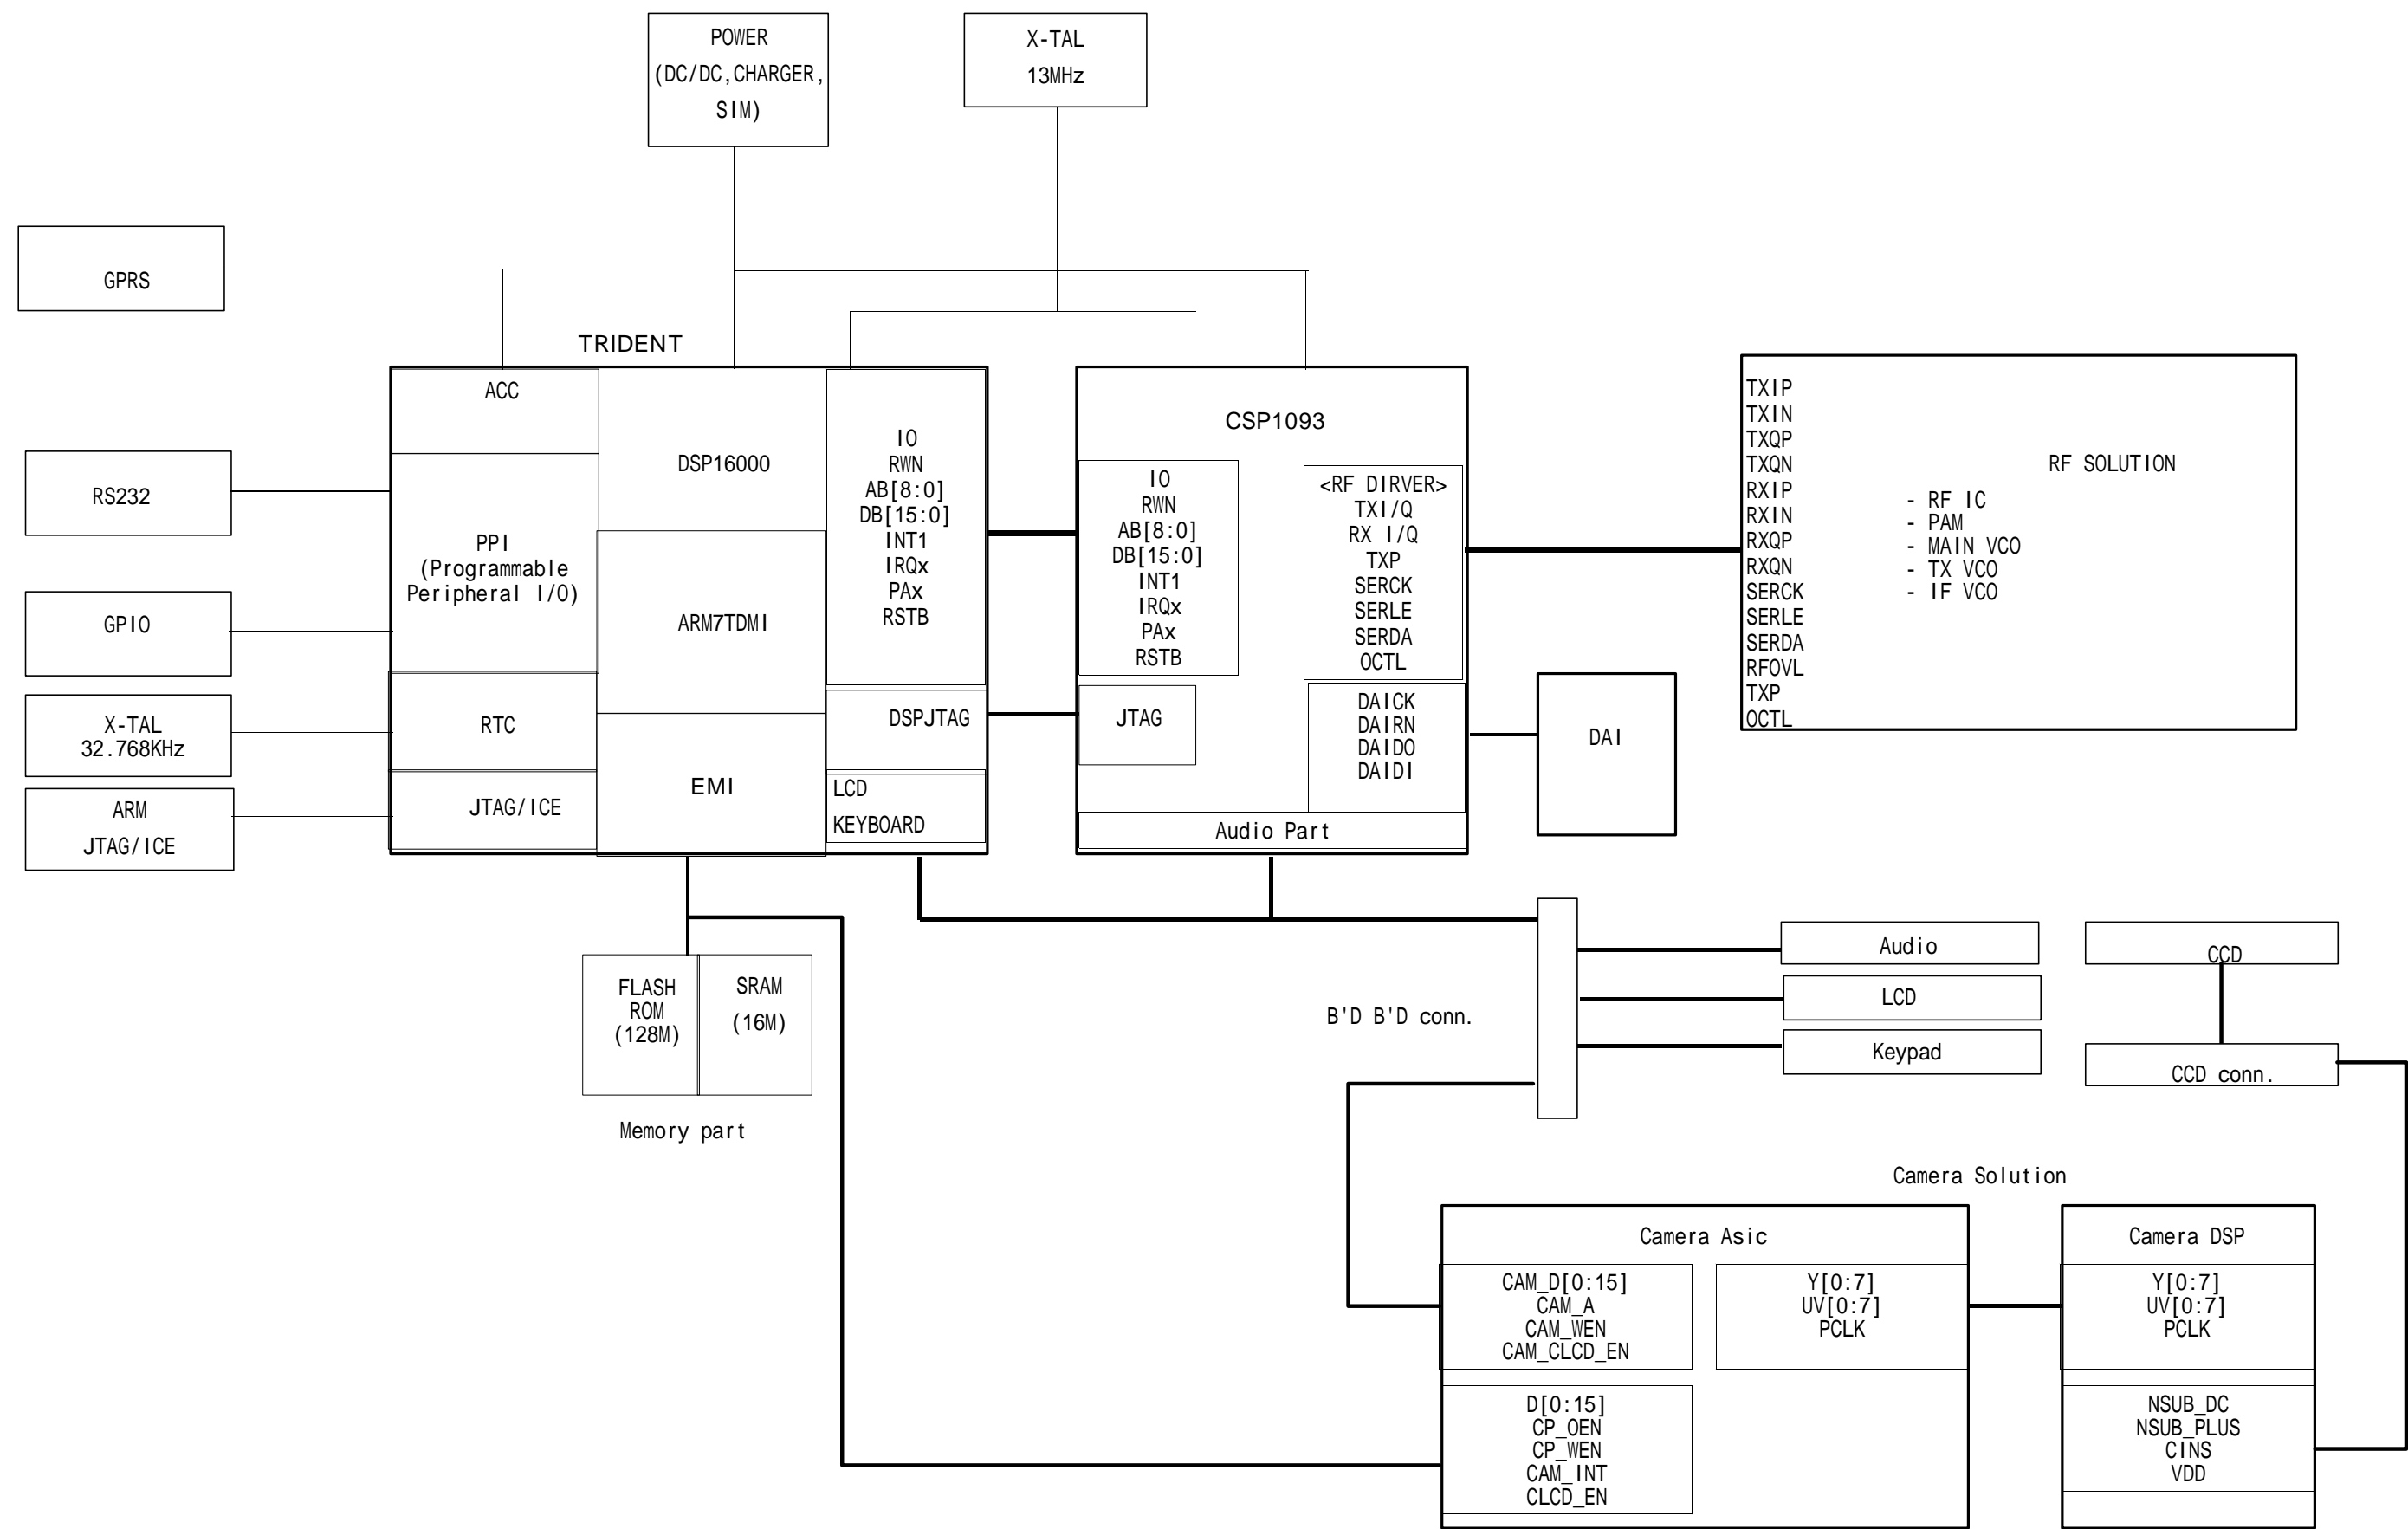 POWER
(DC/DC,CHARGER,
SIM)
X-TAL
13MHz
GPRS
TRIDENT
ACC
DSP16000
IO
RWN
AB[8:0]
DB[15:0]
INT1
IRQx
PAx
RSTB
RS232
PPI
(Programmable
Peripheral I/O)
GPIO
ARM7TDMI
X-TAL
32.768KHz
RTC
DSPJTAG
ARM
JTAG/ICE
JTAG/ICE
EMI
LCD
KEYBOARD
CSP1093
IO
RWN
AB[8:0]
DB[15:0]
INT1
IRQx
PAx
RSTB
<RF DIRVER>
TXI/Q
RX I/Q
TXP
SERCK
SERLE
SERDA
OCTL
JTAG
DAICK
DAIRN
DAIDO
DAIDI
Audio Part
DAI
TXIP
TXIN
TXQP
TXQN
RXIP
RXIN
RXQP
RXQN
SERCK
SERLE
SERDA
RFOVL
TXP
OCTL
RF SOLUTION
- RF IC
- PAM
- MAIN VCO
- TX VCO
- IF VCO
FLASH
ROM
(128M)
SRAM
(16M)
Memory part
B'D B'D conn.
Audio
LCD
Keypad
CCD
CCD conn.
Camera Solution
Camera Asic
CAM_D[0:15]
CAM_A
CAM_WEN
CAM_CLCD_EN
Y[0:7]
UV[0:7]
PCLK
D[0:15]
CP_OEN
CP_WEN
CAM_INT
CLCD_EN
Camera DSP
Y[0:7]
UV[0:7]
PCLK
NSUB_DC
NSUB_PLUS
CINS
VDD